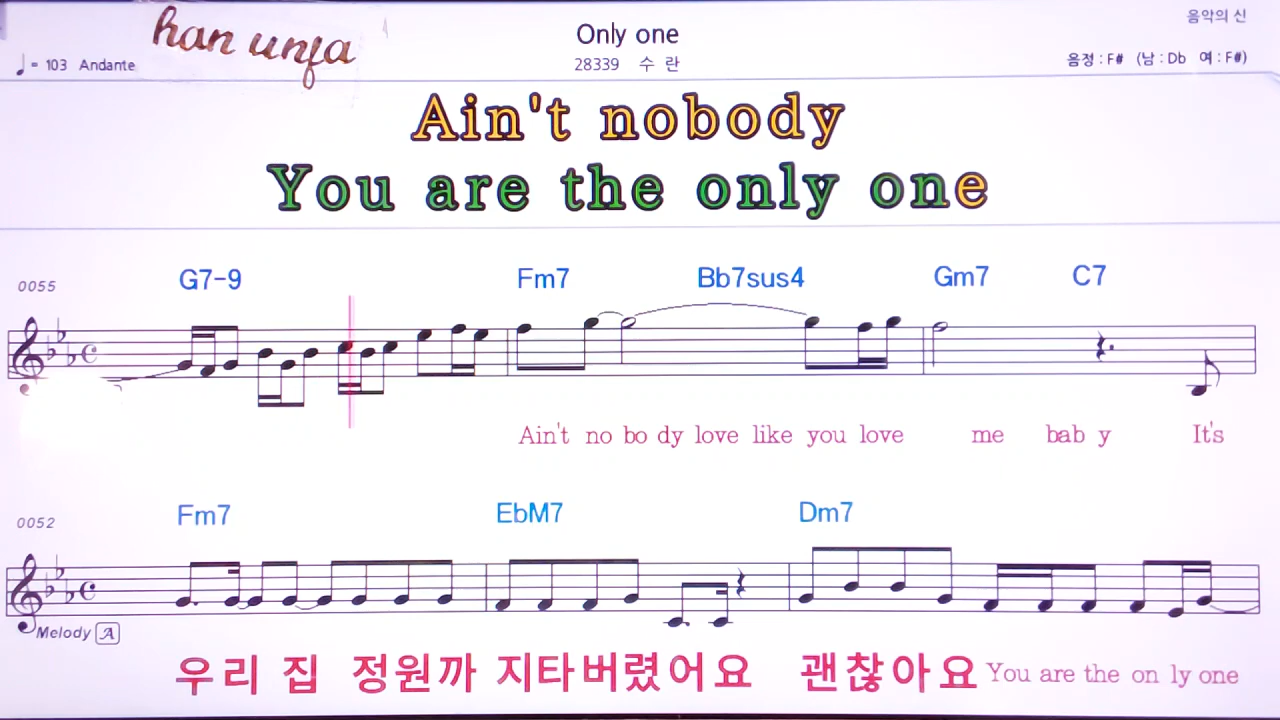 han unfa
Only one
음악의 신
♩= 103 Andante
28339 수 란
음정 : F# (남 : Db 여 : F#)
Ain't nobody
You are the only one
0055
G7-9 Fm7 Bb7sus4 Gm7 C7
Ain't no bo dy love like you love me bab y It's
0052
Fm7 EbM7 Dm7
Melody A
우리 집 정원까 지타버렸어요 괜찮아요 You are the on ly one